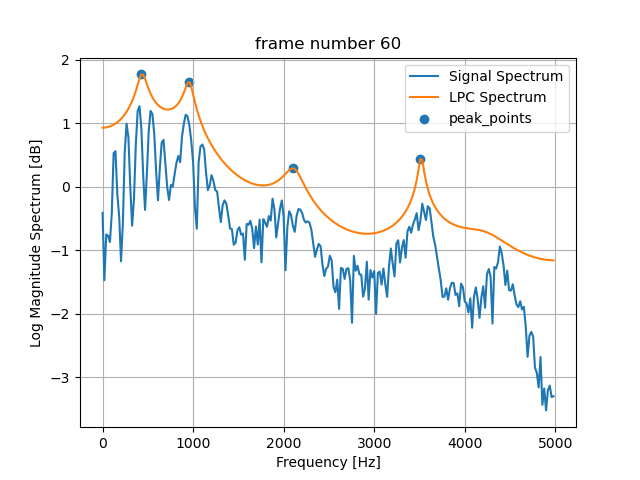 frame number 60
Log Magnitude Spectrum [dB]
2
1
0
−1
−2
−3
Signal Spectrum
LPC Spectrum
peak_points
0 1000 2000 3000 4000 5000
Frequency [Hz]